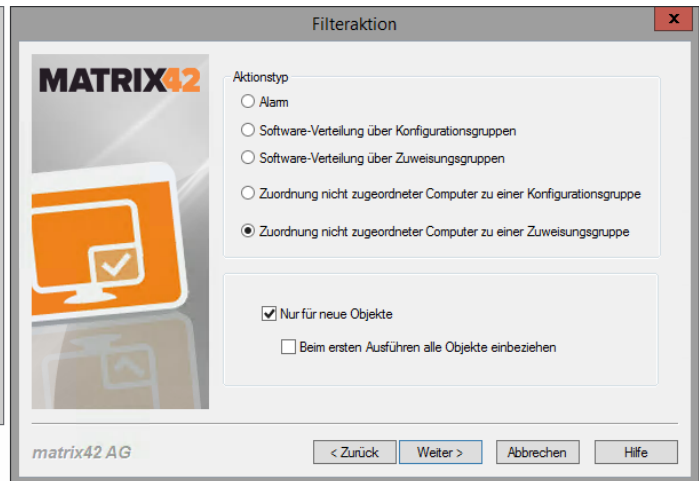 Filteraktion
x
MATRIX42
Aktionstyp
Alarm
Software-Verteilung über Konfigurationsgruppen
Software-Verteilung über Zuweisungsgruppen
Zuordnung nicht zugeordneter Computer zu einer Konfigurationsgruppe
Zuordnung nicht zugeordneter Computer zu einer Zuweisungsgruppe
Nur für neue Objekte
Beim ersten Ausführen alle Objekte einbeziehen
matrix42 AG
< Zurück
Weiter >
Abbrechen
Hilfe